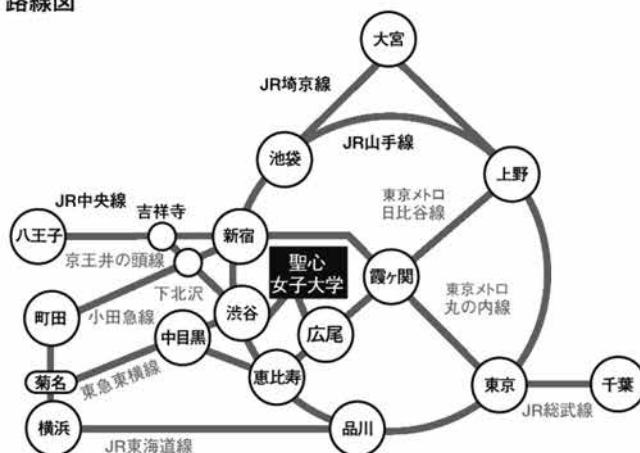 路線図
大宮
JR埼京線
池袋
JR山手線
上野
東京メトロ
日比谷線
JR中央線
吉祥寺
八王子
新宿
京王井の頭線
聖心
女子大学
霞ヶ関
下北沢
東京メトロ
丸の内線
町田
小田急線
渋谷
中目黒
広尾
菊名
東急東横線
恵比寿
東京
千葉
JR総武線
横浜
品川
JR東海道線